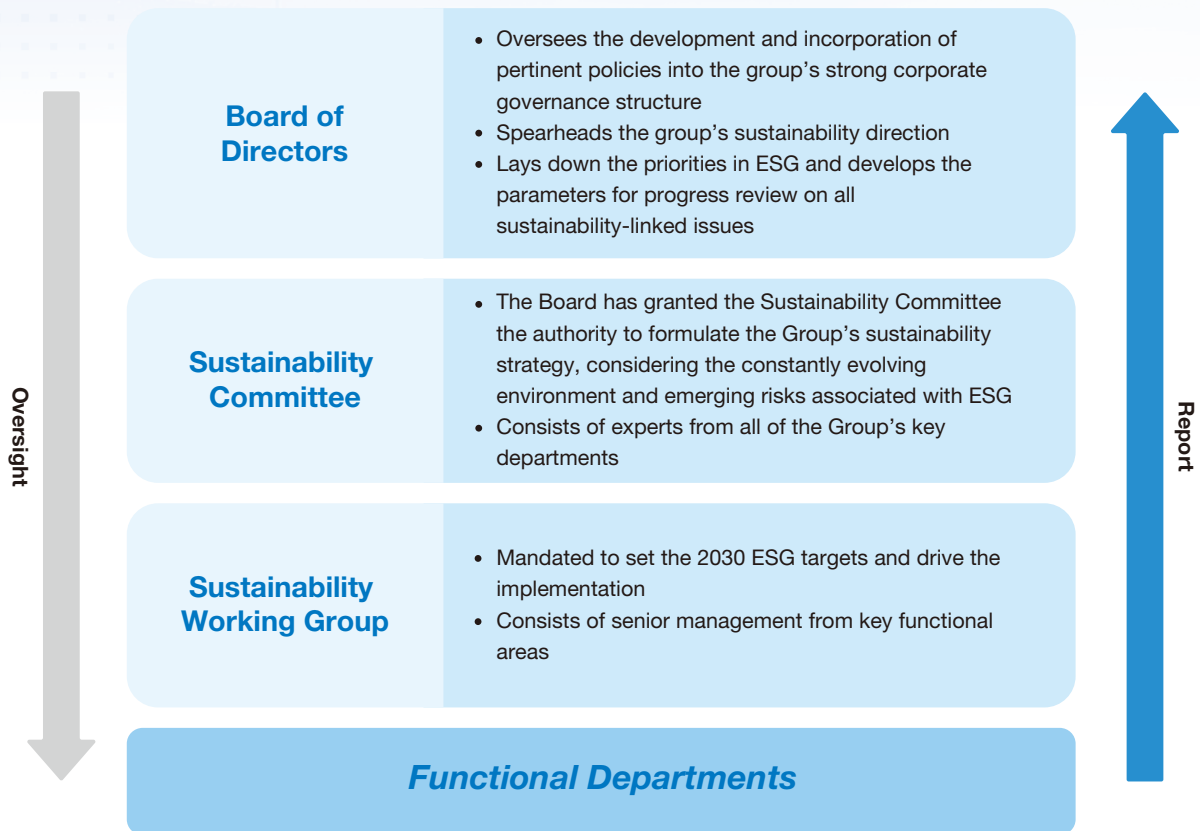 Board of
Directors
• Oversees the development and incorporation of
pertinent policies into the group’s strong corporate
governance structure
• Spearheads the group’s sustainability direction
• Lays down the priorities in ESG and develops the
parameters for progress review on all
sustainability-linked issues
Sustainability
Committee
• The Board has granted the Sustainability Committee
the authority to formulate the Group’s sustainability
strategy, considering the constantly evolving
environment and emerging risks associated with ESG
• Consists of experts from all of the Group’s key
departments
Sustainability
Working Group
• Mandated to set the 2030 ESG targets and drive the
implementation
• Consists of senior management from key functional
areas
Functional Departments
Oversight
Report